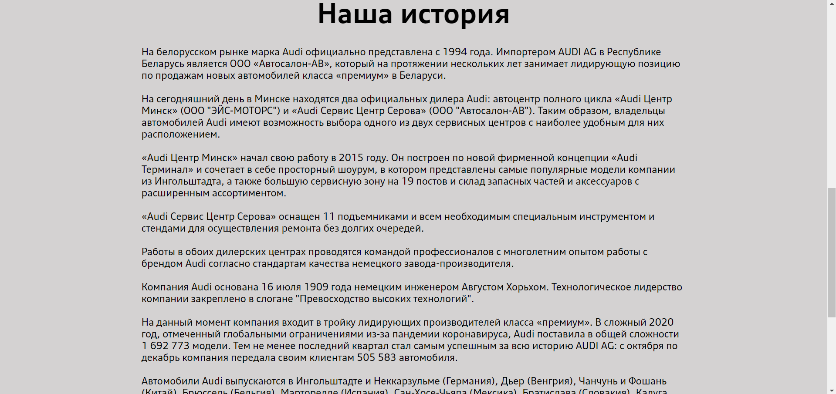 Наша история
На белорусском рынке марка Audi официально представлена с 1994 года. Импортером AUDI AG в Республике
Беларусь является ООО «Автосалон-АВ», который на протяжении нескольких лет занимает лидирующую позицию
по продажам новых автомобилей класса «премиум» в Беларуси.
На сегодняшний день в Минске находятся два официальных дилера Audi: автоцентр полного цикла «Ауди Центр
Минск» (ООО "ЭЙС-МОТОРС") и «Ауди Сервис Центр Серова» (ООО "Автосалон-АВ"). Таким образом, владельцы
автомобилей Audi имеют возможность выбора одного из двух сервисных центров с наиболее удобным для них
расположением.
«Ауди Центр Минск» начал свою работу в 2015 году. Он построен по новой фирменной концепции «Ауди
Терминал» и сочетает в себе просторный шоурум, в котором представлены самые популярные модели компании
из Ингольштадта, а также большую сервисную зону на 19 постов и склад запасных частей и аксессуаров с
расширенным ассортиментом.
«Ауди Сервис Центр Серова» оснащен 11 подъемниками и всем необходимым специальным инструментом и
стендами для осуществления ремонта без долгих очередей.
Работы в обоих дилерских центрах проводятся командой профессионалов с многолетним опытом работы с
брендом Audi согласно стандартам качества немецкого завода-производителя.
Компания Audi основана 16 июля 1909 года немецким инженером Августом Хорьхом. Технологическое лидерство
компании закреплено в слогане "Превосходство высоких технологий".
На данный момент компания входит в тройку лидирующих производителей класса «премиум». В сложный 2020
год, отмеченный глобальными ограничениями из-за пандемии коронавируса, Audi поставила в общей сложности
1 692 773 модели. Тем не менее последний квартал стал самым успешным за всю историю AUDI AG: с октября по
декабрь компания передала своим клиентам 505 583 автомобиля.
Автомобили Audi выпускаются в Ингольштадте и Неккарзульме (Германия), Дьер (Венгрия), Чанчунь и Фошань
(Китай), Брюссель (Бельгия), Марторелле (Испания), Сан-Хосе-Чьяпа (Мексика), Братислава (Словакия), Калуга